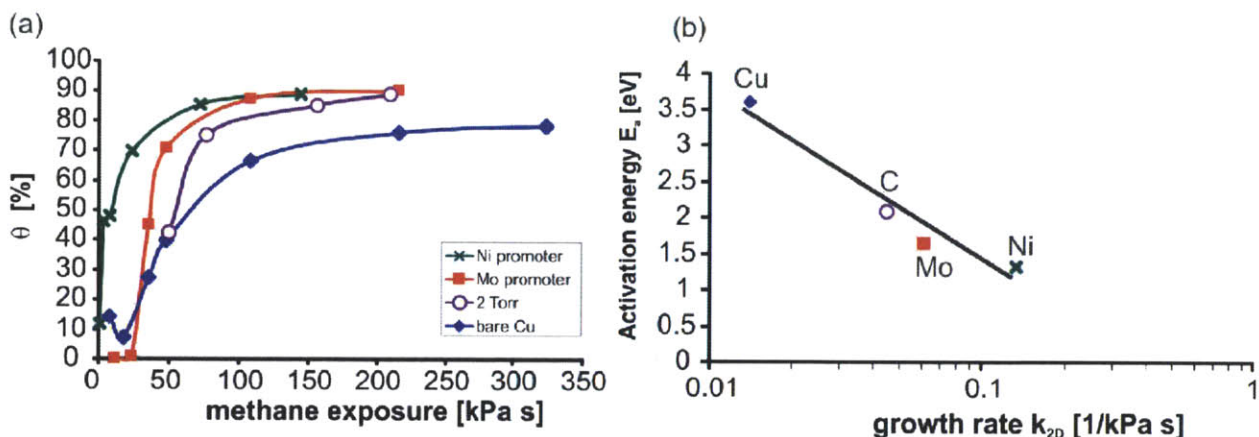 (a)
100
90
80
70
60
50
40
30
20
10
0
θ [%]
0 50 100 150 200 250 300 350
methane exposure [kPa s]
Ni promoter
Mo promoter
2 Torr
bare Cu
(b)
4
3.5
3
2.5
2
1.5
1
0.5
0
Activation energy Eₐ [eV]
Cu
C
Mo
Ni
0.01 0.1 1
growth rate k₂D [1/kPa s]